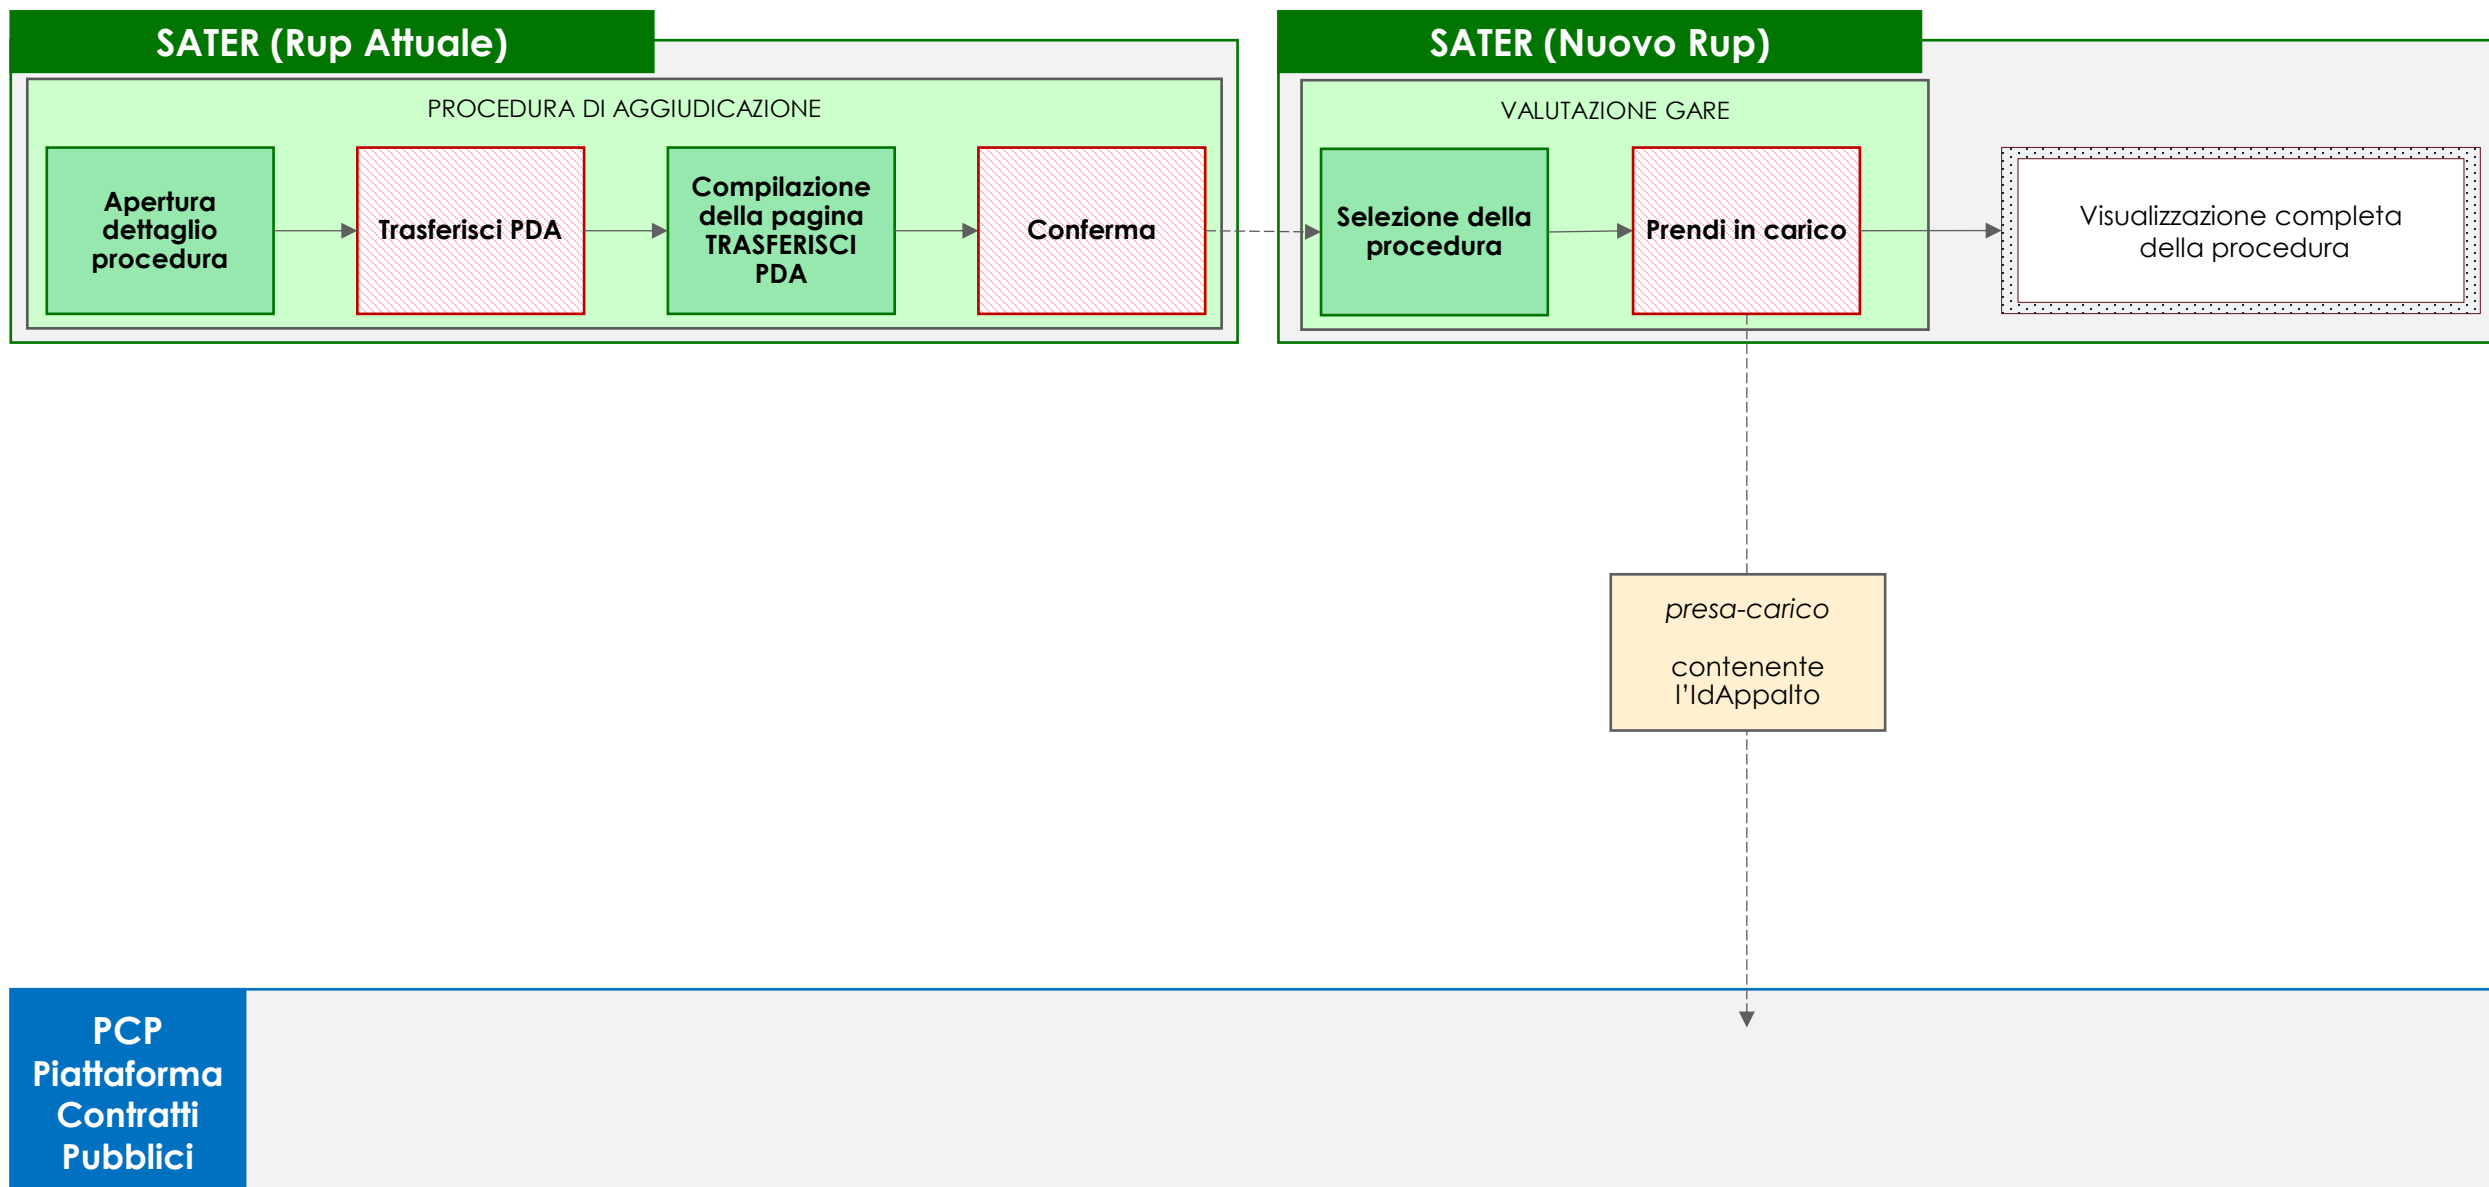 SATER (Rup Attuale)
PROCEDURA DI AGGIUDICAZIONE
Apertura
dettaglio
procedura
Trasferisci PDA
Compilazione
della pagina
TRASFERISCI
PDA
Conferma
SATER (Nuovo Rup)
VALUTAZIONE GARE
Selezione della
procedura
Prendi in carico
Visualizzazione completa
della procedura
presa-carico
contenente
l'IdAppalto
PCP
Piattaforma
Contratti
Pubblici